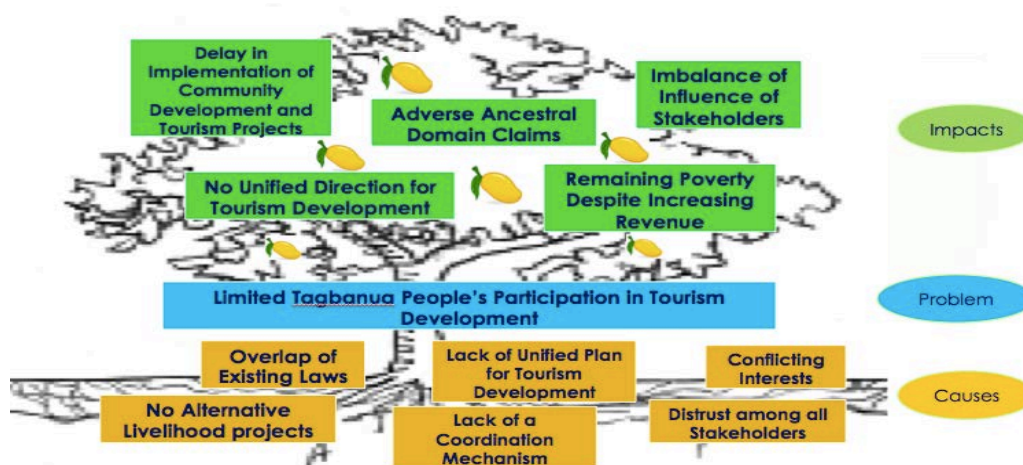 Delay in
Implementation of
Community
Development and
Tourism Projects
Adverse Ancestral
Domain Claims
Imbalance of
Influence of
Stakeholders
Impacts
No Unified Direction for
Tourism Development
Remaining Poverty
Despite Increasing
Revenue
Limited Tagbanua People's Participation in Tourism
Development
Problem
Overlap of
Existing Laws
Lack of Unified Plan
for Tourism
Development
Conflicting
Interests
Causes
No Alternative
Livelihood projects
Lack of a
Coordination
Mechanism
Distrust among all
Stakeholders